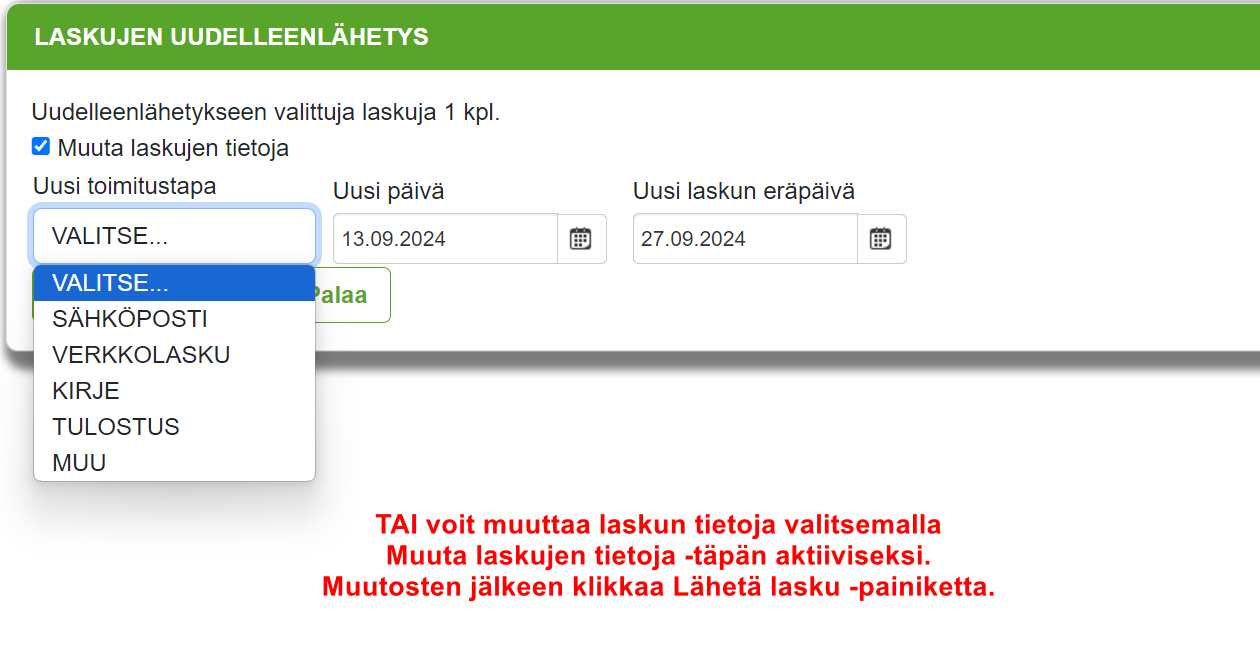 LASKUJEN UUDELLEENLÄHETYS
Uudelleenlähetykseen valittuja laskuja 1 kpl.
Muuta laskujen tietoja
Uusi toimitustapa
Uusi päivä
Uusi laskun eräpäivä
VALITSE...
13.09.2024
27.09.2024
VALITSE...
Palaa
SÄHKÖPOSTI
VERKKOLASKU
KIRJE
TULOSTUS
MUU
TAI voit muuttaa laskun tietoja valitsemalla
Muuta laskujen tietoja -täpän aktiiviseksi.
Muutosten jälkeen klikkaa Lähetä lasku -painiketta.